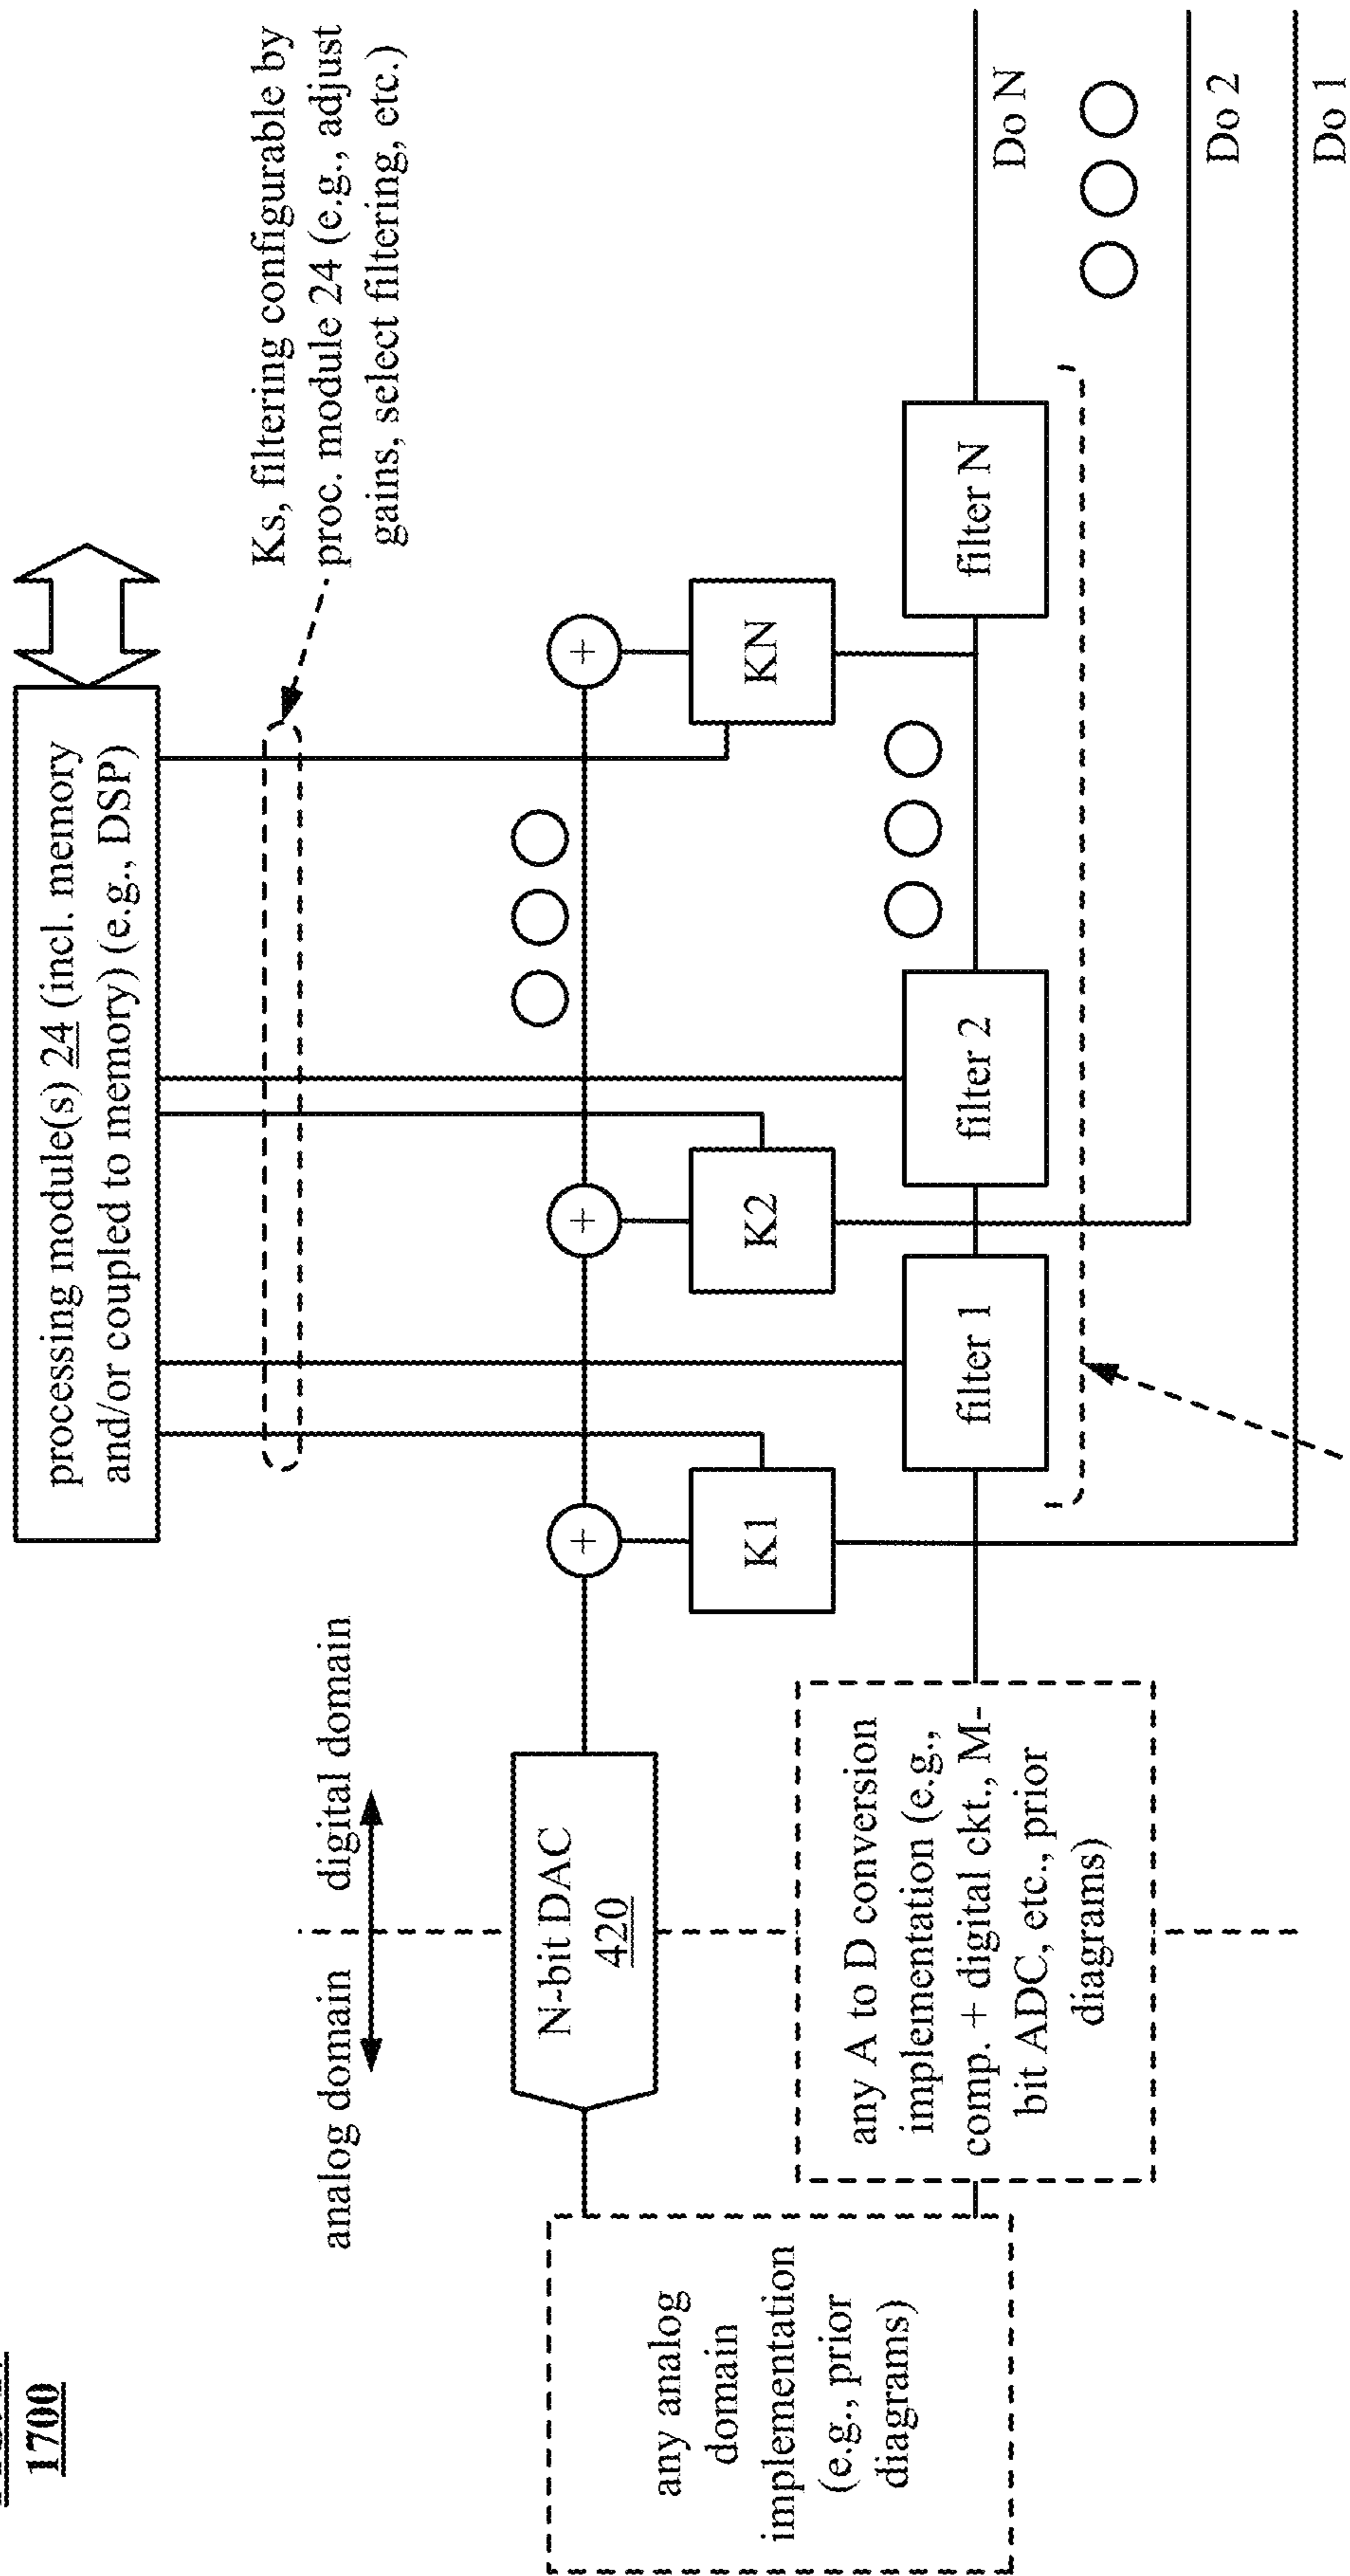 1700
processing module(s) 24 (incl. memory
and/or coupled to memory) (e.g., DSP)
Ks, filtering configurable by
proc. module 24 (e.g., adjust
gains, select filtering, etc.)
analog domain
digital domain
N-bit DAC
420
+
+
+
K1
K2
KN
any analog
domain
implementation
(e.g., prior
diagrams)
any A to D conversion
implementation (e.g.,
comp. + digital ckt., M-
bit ADC, etc., prior
diagrams)
filter 1
filter 2
filter N
Do N
Do 2
Do 1